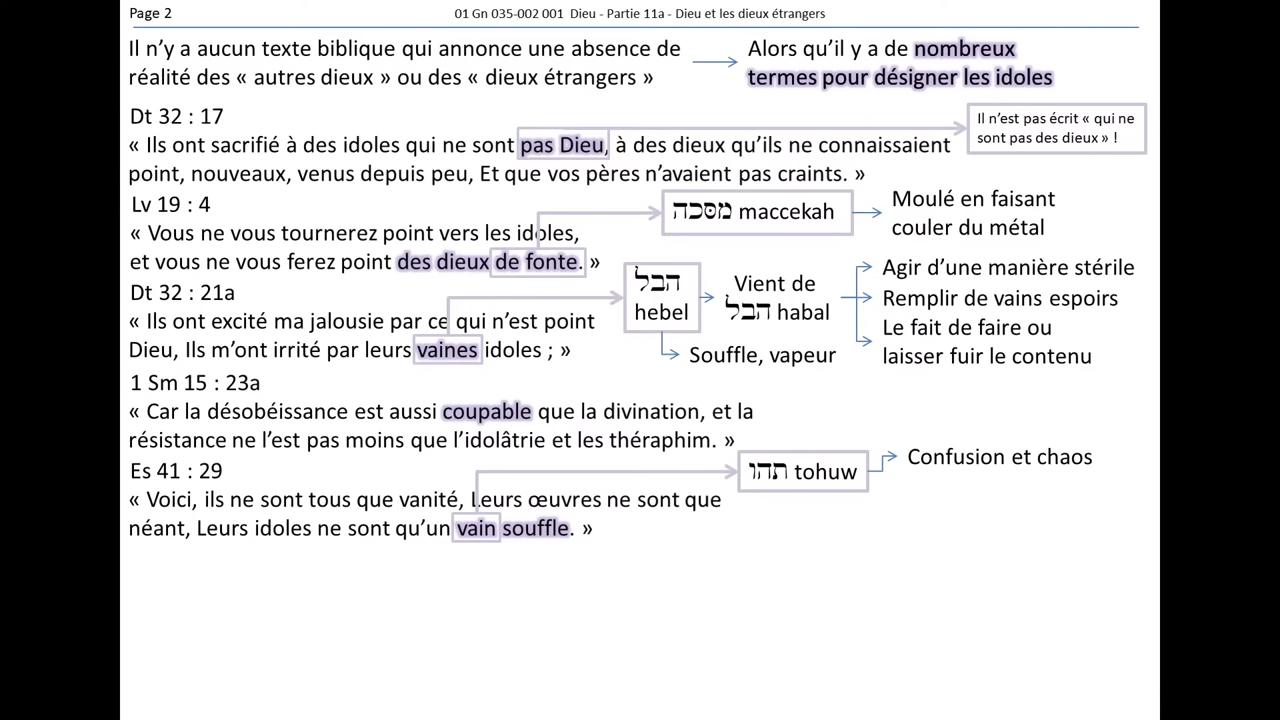 Page 2
01 Gn 035-002 001 Dieu - Partie 11a - Dieu et les dieux étrangers
Il n’y a aucun texte biblique qui annonce une absence de
réalité des « autres dieux » ou des « dieux étrangers »
Alors qu’il y a de nombreux
termes pour désigner les idoles
Dt 32 : 17
« Ils ont sacrifié à des idoles qui ne sont pas Dieu, à des dieux qu’ils ne connaissaient
point, nouveaux, venus depuis peu, Et que vos pères n’avaient pas craints. »
Il n’est pas écrit « qui ne
sont pas des dieux » !
Lv 19 : 4
« Vous ne vous tournerez point vers les idoles,
et vous ne vous ferez point des dieux de fonte. »
מסכה maccekah
Moulé en faisant
couler du métal
Dt 32 : 21a
« Ils ont excité ma jalousie par ce qui n’est point
Dieu, Ils m’ont irrité par leurs vaines idoles ; »
הבל
hebel
Vient de
הבל habal
Agir d’une manière stérile
Remplir de vains espoirs
Le fait de faire ou
laisser fuir le contenu
Souffle, vapeur
1 Sm 15 : 23a
« Car la désobéissance est aussi coupable que la divination, et la
résistance ne l’est pas moins que l’idolâtrie et les théraphim. »
Es 41 : 29
« Voici, ils ne sont tous que vanité, Leurs œuvres ne sont que
néant, Leurs idoles ne sont qu’un vain souffle. »
תהו tohuw
Confusion et chaos